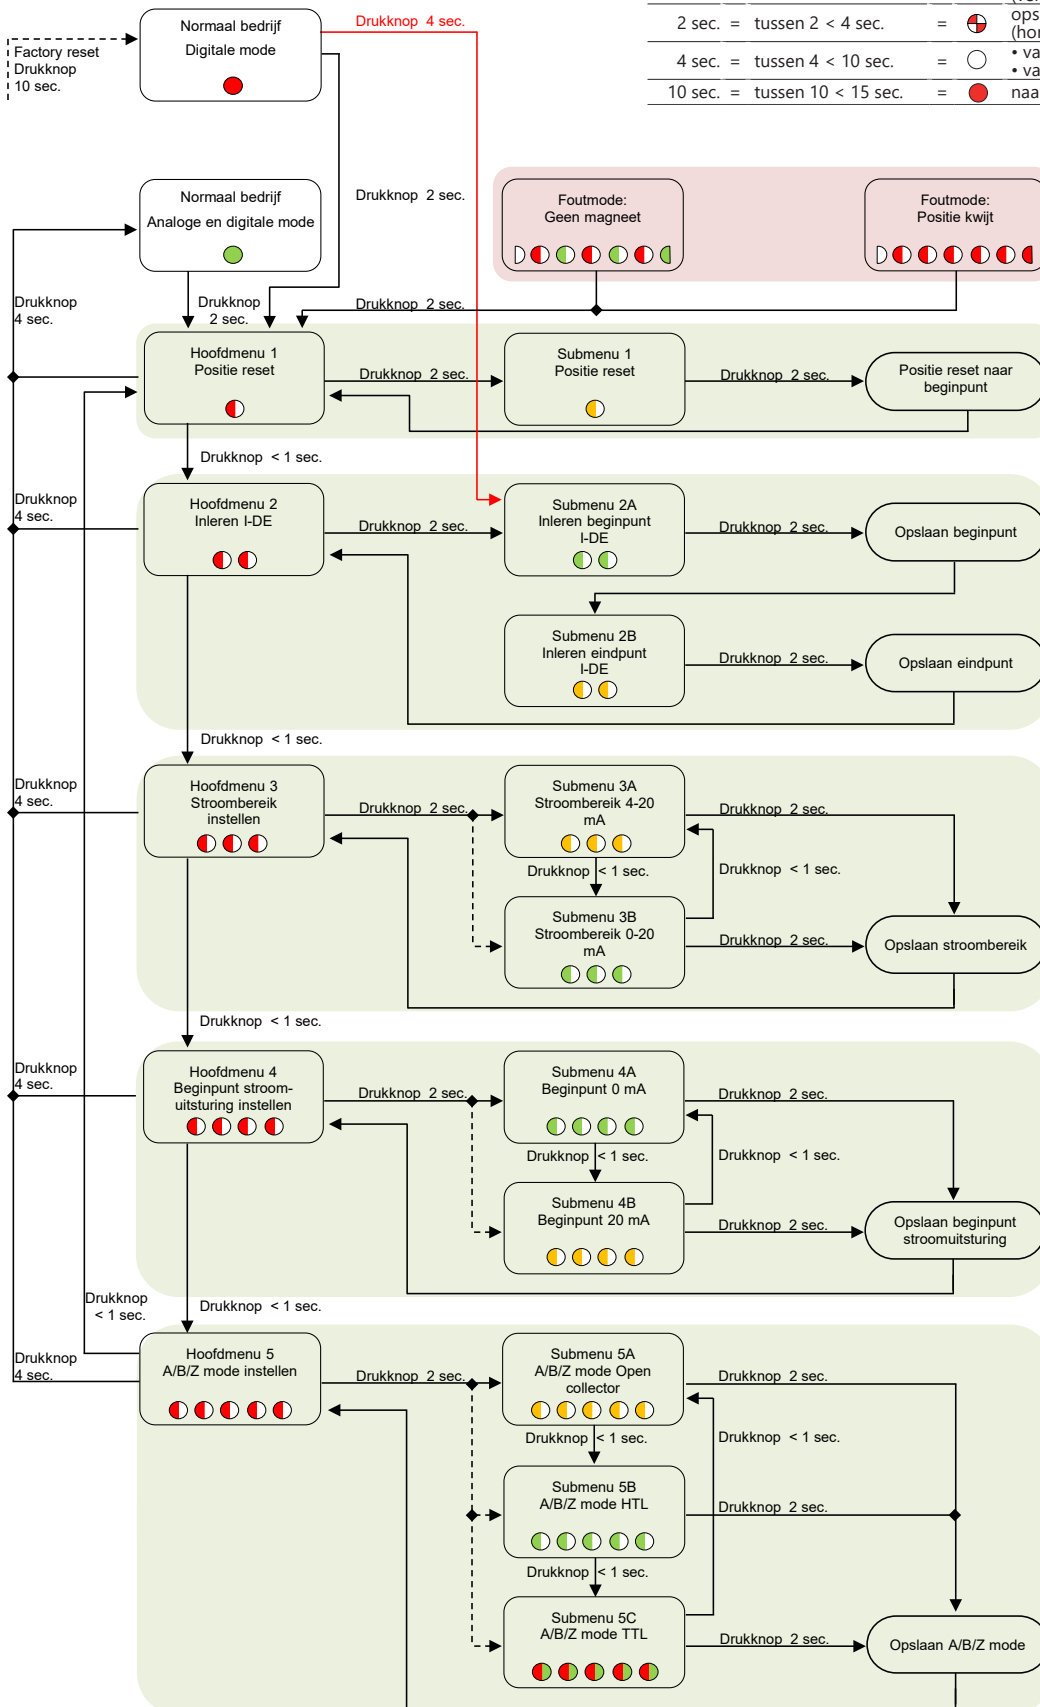 Normaal bedrijf
Digitale mode
Drukknop 4 sec.
Factory reset
Drukknop
10 sec.
2 sec. = tussen 2 < 4 sec. =
4 sec. = tussen 4 < 10 sec. =
• va
• va
10 sec. = tussen 10 < 15 sec. = naa
Normaal bedrijf
Analoge en digitale mode
Drukknop 2 sec.
Foutmode:
Geen magneet
Foutmode:
Positie kwijt
Drukknop
4 sec.
Drukknop
2 sec.
Drukknop 2 sec.
Hoofdmenu 1
Positie reset
Drukknop 2 sec.
Submenu 1
Positie reset
Drukknop 2 sec.
Positie reset naar
beginpunt
Drukknop < 1 sec.
Drukknop
4 sec.
Hoofdmenu 2
Inleren I-DE
Drukknop 2 sec.
Submenu 2A
Inleren beginpunt
I-DE
Drukknop 2 sec.
Opslaan beginpunt
Submenu 2B
Inleren eindpunt
I-DE
Drukknop 2 sec.
Opslaan eindpunt
Drukknop < 1 sec.
Drukknop
4 sec.
Hoofdmenu 3
Stroombereik
instellen
Drukknop 2 sec.
Submenu 3A
Stroombereik 4-20
mA
Drukknop 2 sec.
Drukknop < 1 sec.
Drukknop < 1 sec.
Submenu 3B
Stroombereik 0-20
mA
Drukknop 2 sec.
Opslaan stroombereik
Drukknop < 1 sec.
Drukknop
4 sec.
Hoofdmenu 4
Beginpunt stroom-
uitsturing instellen
Drukknop 2 sec.
Submenu 4A
Beginpunt 0 mA
Drukknop 2 sec.
Drukknop < 1 sec.
Drukknop < 1 sec.
Submenu 4B
Beginpunt 20 mA
Drukknop 2 sec.
Opslaan beginpunt
stroomuitsturing
Drukknop
< 1 sec.
Drukknop < 1 sec.
Drukknop
4 sec.
Hoofdmenu 5
A/B/Z mode instellen
Drukknop 2 sec.
Submenu 5A
A/B/Z mode Open
collector
Drukknop 2 sec.
Drukknop < 1 sec.
Drukknop < 1 sec.
Submenu 5B
A/B/Z mode HTL
Drukknop 2 sec.
Drukknop < 1 sec.
Submenu 5C
A/B/Z mode TTL
Drukknop 2 sec.
Opslaan A/B/Z mode